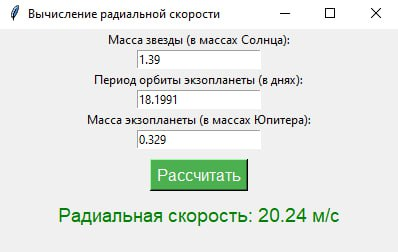 Вычисление радиальной скорости
Масса звезды (в массах Солнца):
1.39
Период орбиты экзопланеты (в днях):
18.1991
Масса экзопланеты (в массах Юпитера):
0.329
Рассчитать
Радиальная скорость: 20.24 м/с